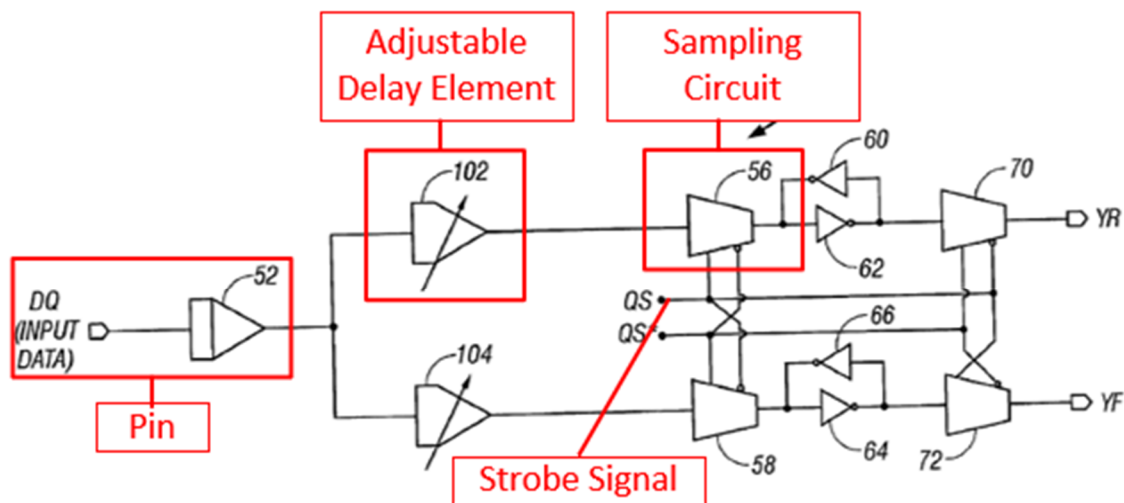 Adjustable
Delay Element
Sampling
Circuit
102
56
60
70
YR
62
52
DQ
(INPUT
DATA)
QS
QS*
66
104
YF
Pin
58
64
72
Strobe Signal